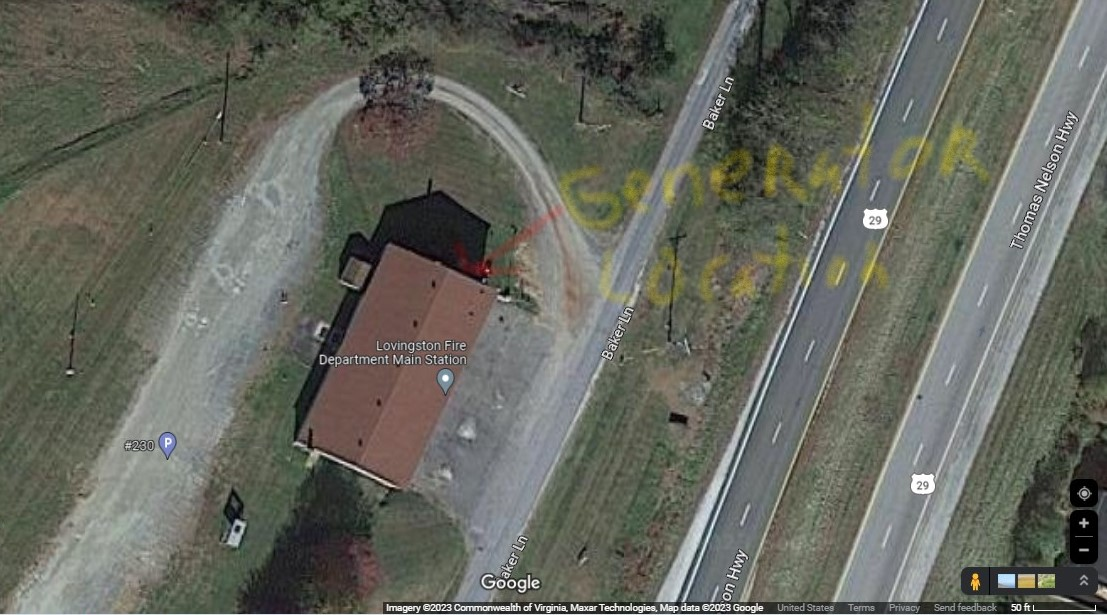 Baker Ln
Generator
Location
Thomas Nelson Hwy
29
Baker Ln
Lovingston Fire
Department Main Station
#230
P
29
Baker Ln
on Hwy
Google
Imagery ©2023 Commonwealth of Virginia, Maxar Technologies, Map data ©2023 Google United States Terms Privacy Send feedback 50 ft